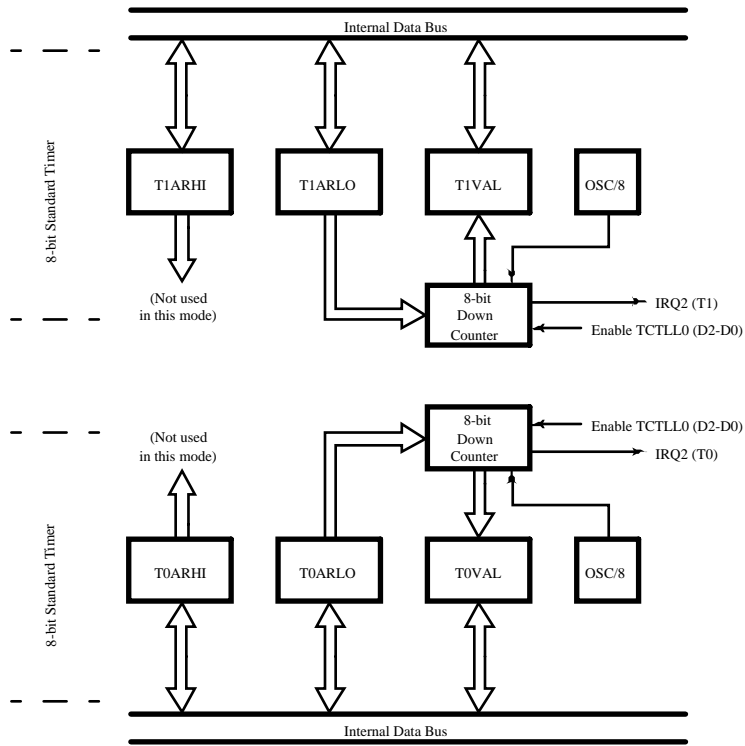 Internal Data Bus
8-bit Standard Timer
T1ARHI
T1ARLO
T1VAL
OSC/8
(Not used
in this mode)
8-bit
Down
Counter
IRQ2 (T1)
Enable TCTLL0 (D2-D0)
8-bit Standard Timer
(Not used
in this mode)
8-bit
Down
Counter
Enable TCTLL0 (D2-D0)
IRQ2 (T0)
T0ARHI
T0ARLO
T0VAL
OSC/8
Internal Data Bus